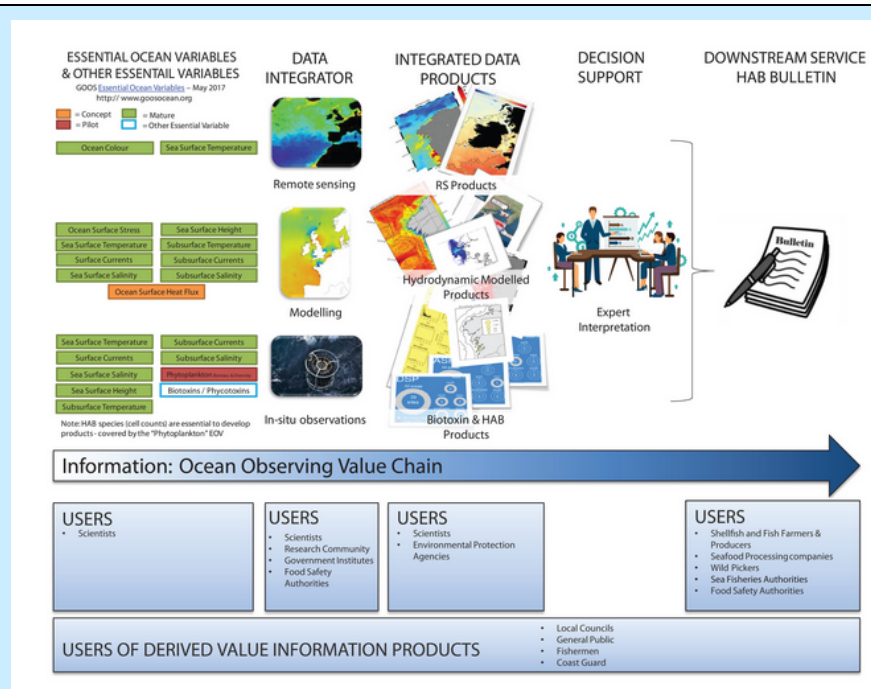 ESSENTIAL OCEAN VARIABLES
& OTHER ESSENTAIL VARIABLES
GOOS Essential Ocean Variables – May 2017
http:// www.goosocean.org
= Concept
= Mature
= Pilot
= Other Essential Variable
Ocean Colour
Sea Surface Temperature
Ocean Surface Stress
Sea Surface Height
Sea Surface Temperature
Subsurface Temperature
Surface Currents
Subsurface Currents
Sea Surface Salinity
Subsurface Salinity
Ocean Surface Heat Flux
Sea Surface Temperature
Subsurface Currents
Surface Currents
Subsurface Salinity
Sea Surface Salinity
Phytoplankton
Sea Surface Height
Biotoxins / Phycotoxins
Subsurface Temperature
Note: HAB species (cell counts) are essential to develop
products - covered by the "Phytoplankton" EOV
DATA
INTEGRATOR
Remote sensing
Modelling
In-situ observations
INTEGRATED DATA
PRODUCTS
RS Products
Hydrodynamic Modelled
Products
DSP
Biotoxin & HAB
Products
DECISION
SUPPORT
Expert
Interpretation
DOWNSTREAM SERVICE
HAB BULLETIN
Bulletin
Information: Ocean Observing Value Chain
USERS
• Scientists
USERS
• Scientists
• Research Community
• Government Institutes
• Food Safety
Authorities
USERS
• Scientists
• Environmental Protection
Agencies
USERS
• Shellfish and Fish Farmers &
Producers
• Seafood Processing companies
• Wild Pickers
• Sea Fisheries Authorities
• Food Safety Authorities
USERS OF DERIVED VALUE INFORMATION PRODUCTS
• Local Councils
• General Public
• Fishermen
• Coast Guard